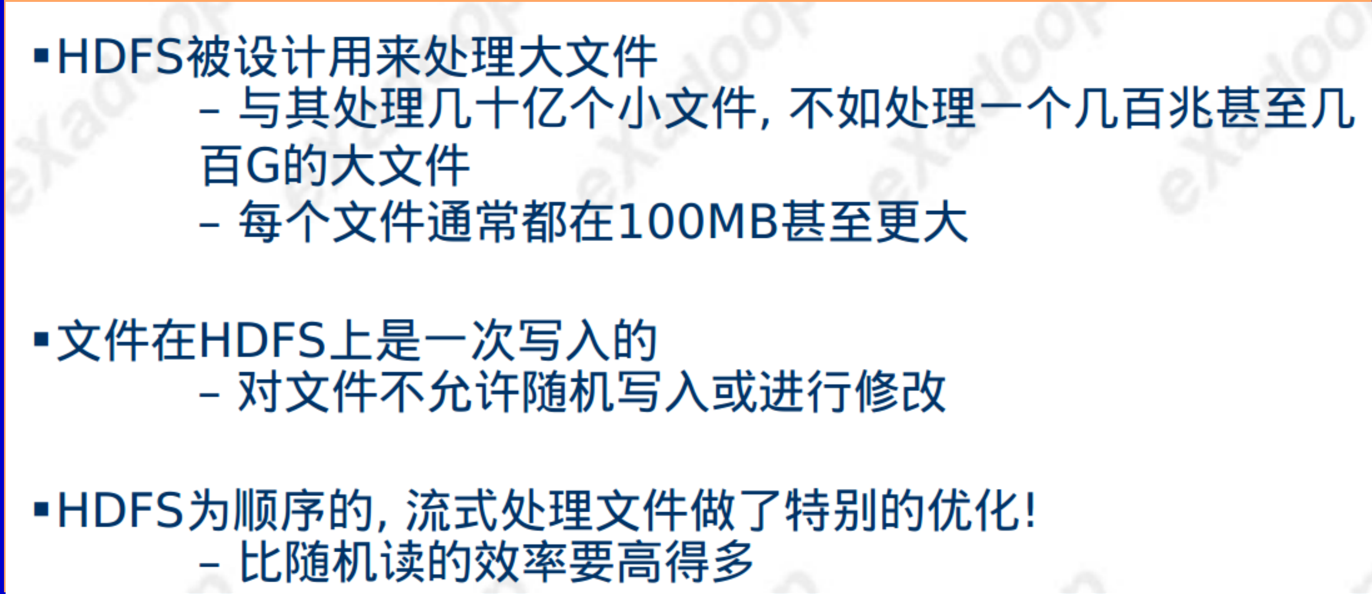 ▪HDFS被设计用来处理大文件
– 与其处理几十亿个小文件, 不如处理一个几百兆甚至几
百G的大文件
– 每个文件通常都在100MB甚至更大
▪文件在HDFS上是一次写入的
– 对文件不允许随机写入或进行修改
▪HDFS为顺序的, 流式处理文件做了特别的优化!
– 比随机读的效率要高得多
eXadoop
eXadoop
eXadoop
eXadoop